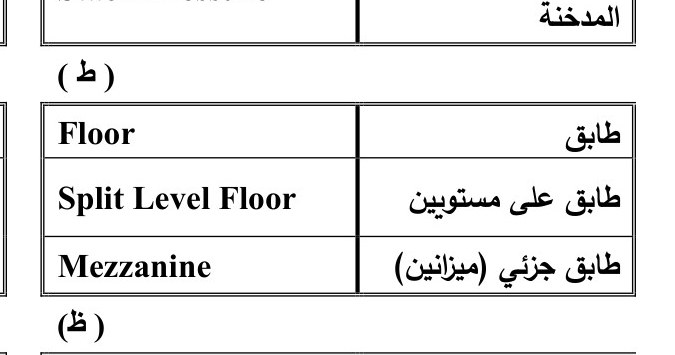 المدخنة
( ط )
Floor طابق
Split Level Floor طابق على مستويين
Mezzanine طابق جزئي (ميزانين)
( ظ)